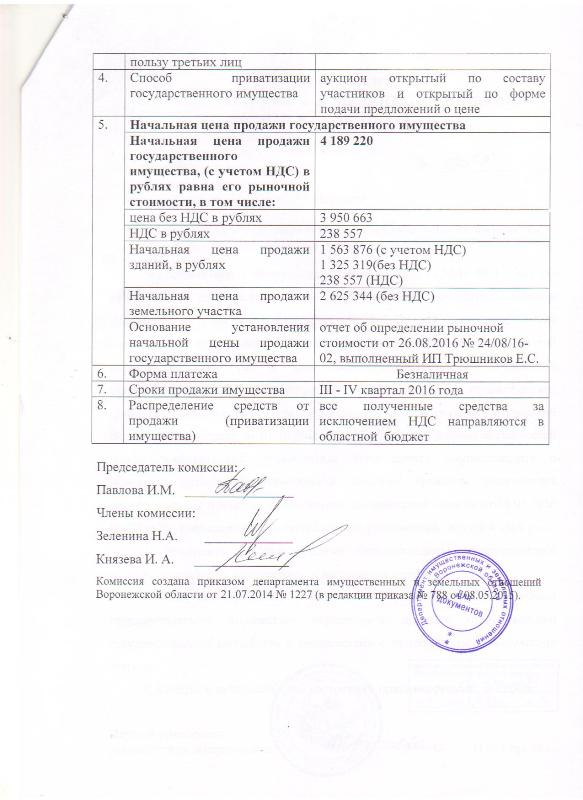 пользу третьих лиц
4. Способ приватизации аукцион открытый по составу
государственного имущества участников и открытый по форме
подачи предложений о цене
5. Начальная цена продажи государственного имущества
Начальная цена продажи 4 189 220
государственного
имущества, (с учетом НДС) в
рублях равна его рыночной
стоимости, в том числе:
цена без НДС в рублях 3 950 663
НДС в рублях 238 557
Начальная цена продажи 1 563 876 (с учетом НДС)
зданий, в рублях 1 325 319(без НДС)
238 557 (НДС)
Начальная цена продажи 2 625 344 (без НДС)
земельного участка
Основание установления отчет об определении рыночной
начальной цены продажи стоимости от 26.08.2016 № 24/08/16-
государственного имущества 02, выполненный ИП Трюшников Е.С.
6. Форма платежа Безналичная
7. Сроки продажи имущества III - IV квартал 2016 года
8. Распределение средств от все полученные средства за
продажи (приватизации исключением НДС направляются в
имущества) областной бюджет
Председатель комиссии:
Павлова И.М.
Члены комиссии:
Зеленина Н.А.
Князева И. А.
Комиссия создана приказом департамента имущественных и земельных отношений
Воронежской области от 21.07.2014 № 1227 (в редакции приказа № 788 от 08.05.2015).
Департамент имущественных и земельных отношений
Воронежской области
Для
документов